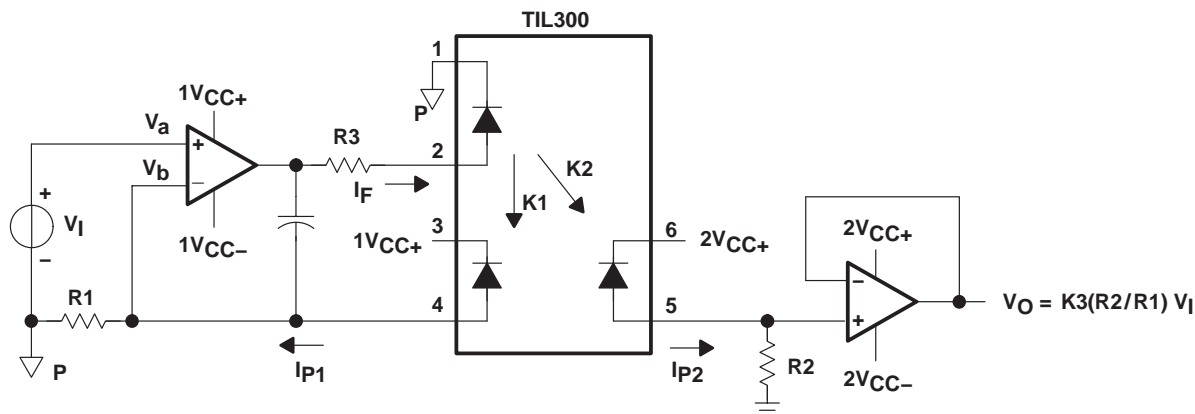 TIL300
1
P
1VCC+
Va
+
R3
2
Vb
−
IF
K2
K1
+
VI
−
1VCC−
3
1VCC+
6
2VCC+
2VCC+
R1
4
5
−
+
VO = K3(R2/R1) VI
P
IP1
IP2
R2
2VCC−